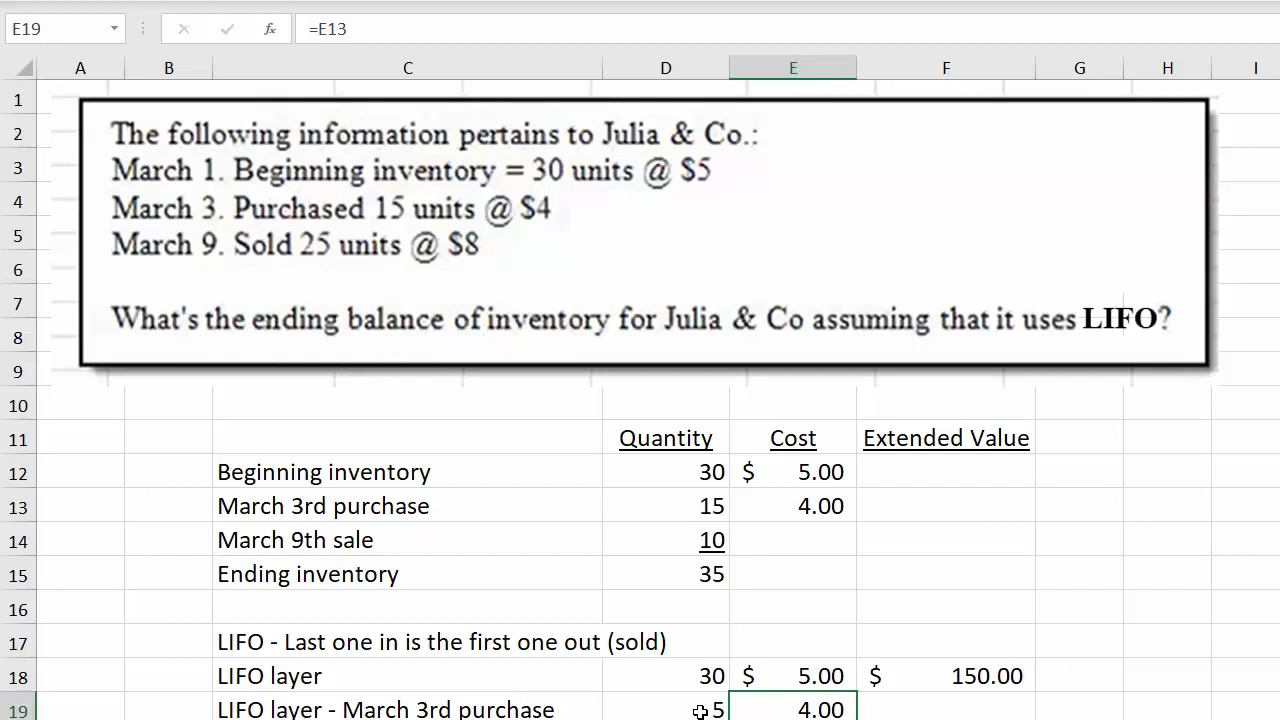 E19 fx =E13
A B C D E F G H I
1
2 The following information pertains to Julia & Co.:
3 March 1. Beginning inventory = 30 units @ $5
4 March 3. Purchased 15 units @ $4
5 March 9. Sold 25 units @ $8
6
7 What's the ending balance of inventory for Julia & Co assuming that it uses LIFO?
8
9
10
11 Quantity Cost Extended Value
12 Beginning inventory 30 $ 5.00
13 March 3rd purchase 15 4.00
14 March 9th sale 10
15 Ending inventory 35
16
17 LIFO - Last one in is the first one out (sold)
18 LIFO layer 30 $ 5.00 $ 150.00
19 LIFO layer - March 3rd purchase 5 4.00